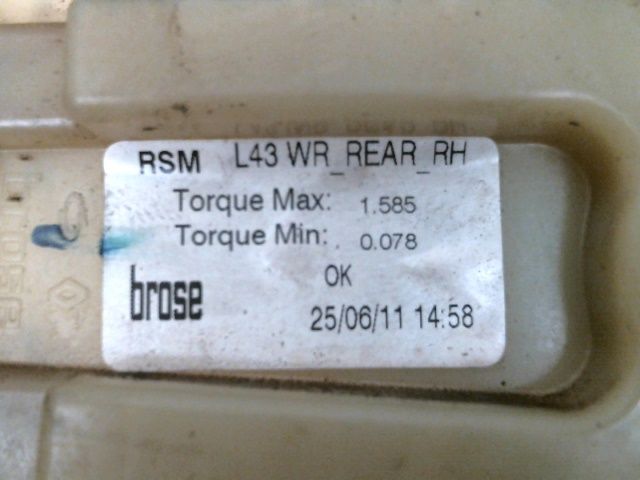 RSM L43 WR_REAR_RH
Torque Max: 1.585
Torque Min: 0.078
OK
brose
25/06/11 14:58